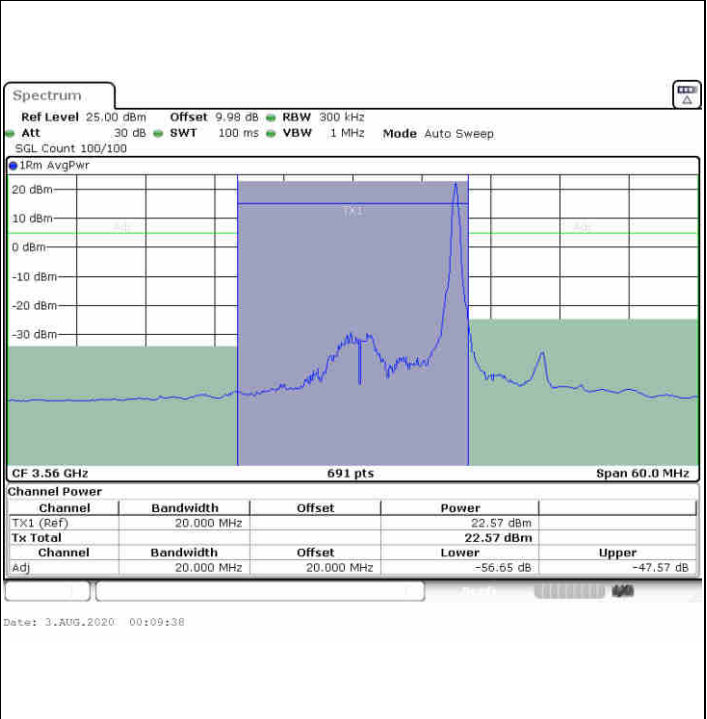 Spectrum
Ref Level 25.00 dBm Offset 9.98 dB RBW 300 kHz
Att 30 dB SWT 100 ms VBW 1 MHz Mode Auto Sweep
SGL Count 100/100
1Rm AvgPwr
20 dBm
TX1
10 dBm
Adj
Adj
0 dBm
-10 dBm
-20 dBm
-30 dBm
CF 3.56 GHz 691 pts Span 60.0 MHz
Channel Power
Channel Bandwidth Offset Power
TX1 (Ref) 20.000 MHz 22.57 dBm
Tx Total 22.57 dBm
Channel Bandwidth Offset Lower Upper
Adj 20.000 MHz 20.000 MHz -56.65 dB -47.57 dB
Date: 3.AUG.2020 00:09:38